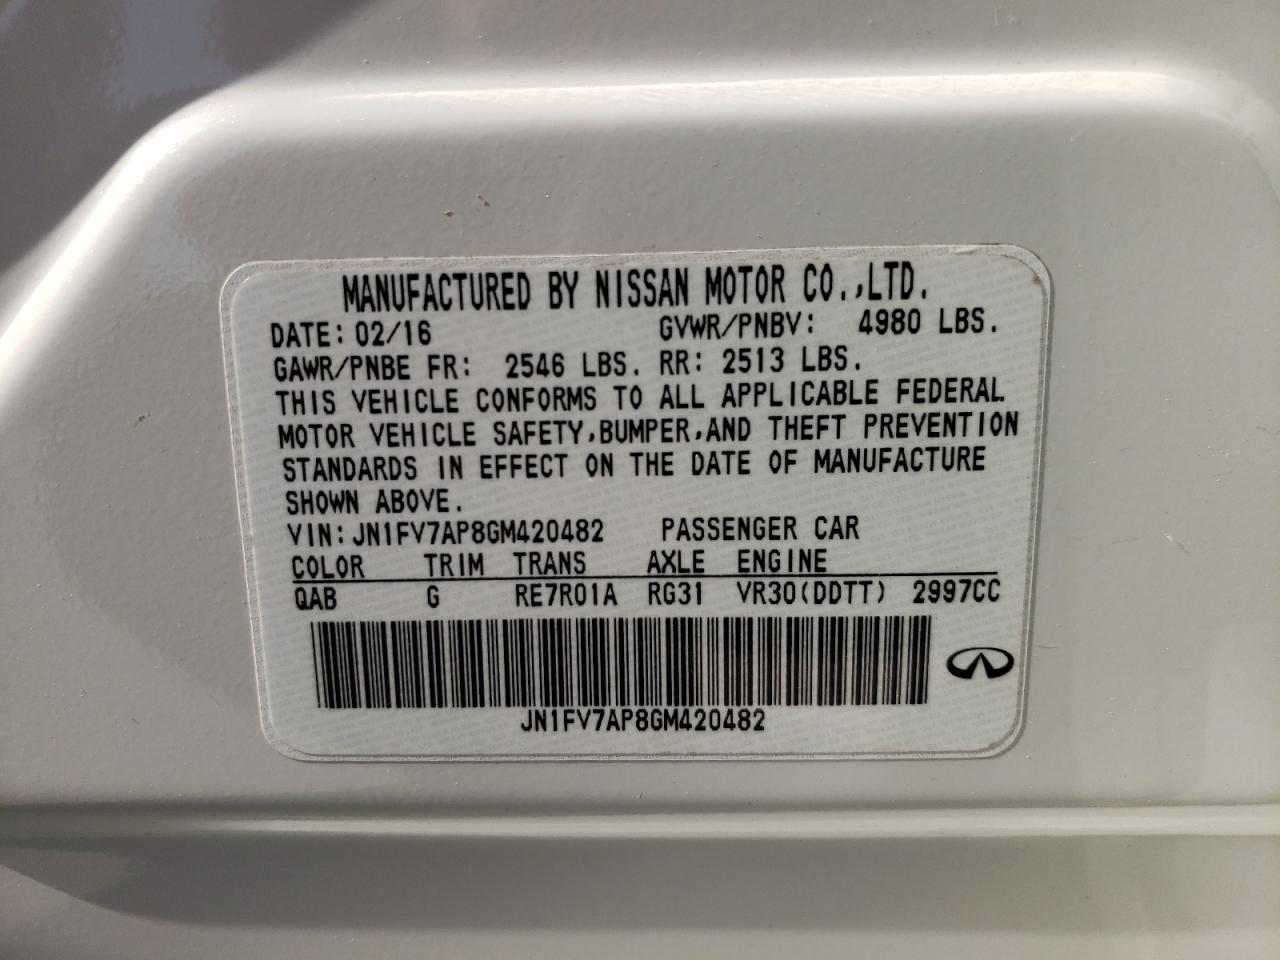 MANUFACTURED BY NISSAN MOTOR CO.,LTD.
DATE:02/16 GVWR/PNBV: 4980 LBS.
GAWR/PNBE FR: 2546 LBS. RR: 2513 LBS.
THIS VEHICLE CONFORMS TO ALL APPLICABLE FEDERAL
MOTOR VEHICLE SAFETY,BUMPER,AND THEFT PREVENTION
STANDARDS IN EFFECT ON THE DATE OF MANUFACTURE
SHOWN ABOVE.
VIN:JN1FV7AP8GM420482 PASSENGER CAR
COLOR TRIM TRANS AXLE ENGINE
QAB G RE7R01A RG31 VR30(DDTT) 2997CC
JN1FV7AP8GM420482